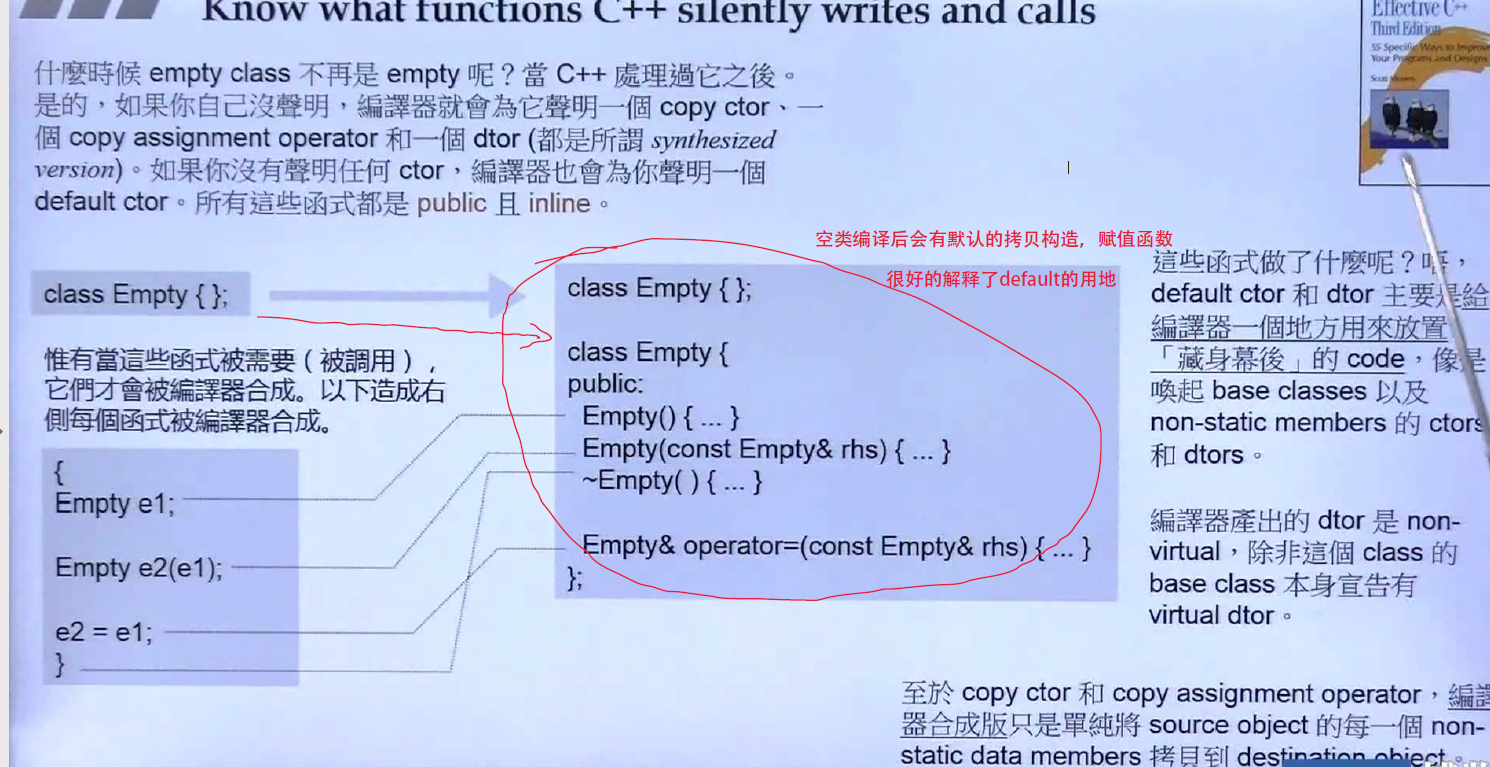 Know what functions C++ silently writes and calls
Effective C++
Third Edition
55 Specific Ways to Improve
Your Programs and Designs
Scott Meyers
什麼時候 empty class 不再是 empty 呢？當 C++ 處理過它之後。
是的，如果你自己沒聲明，編譯器就會為它聲明一個 copy ctor、一
個 copy assignment operator 和一個 dtor (都是所謂 synthesized
version)。如果你沒有聲明任何 ctor，編譯器也會為你聲明一個
default ctor。所有這些函式都是 public 且 inline。
空类编译后会有默认的拷贝构造，赋值函数
很好的解释了default的用地
class Empty { };
惟有當這些函式被需要（被調用），
它們才會被編譯器合成。以下造成右
側每個函式被編譯器合成。
{
Empty e1;
Empty e2(e1);
e2 = e1;
}
class Empty { };
class Empty {
public:
Empty() { ... }
Empty(const Empty& rhs) { ... }
~Empty( ) { ... }
Empty& operator=(const Empty& rhs) { ... }
};
這些函式做了什麼呢？唔，
default ctor 和 dtor 主要是給
編譯器一個地方用來放置
「藏身幕後」的 code，像是
喚起 base classes 以及
non-static members 的 ctors
和 dtors。
編譯器產出的 dtor 是 non-
virtual，除非這個 class 的
base class 本身宣告有
virtual dtor。
至於 copy ctor 和 copy assignment operator，編譯
器合成版只是單純將 source object 的每一個 non-
static data members 拷貝到 destination object。